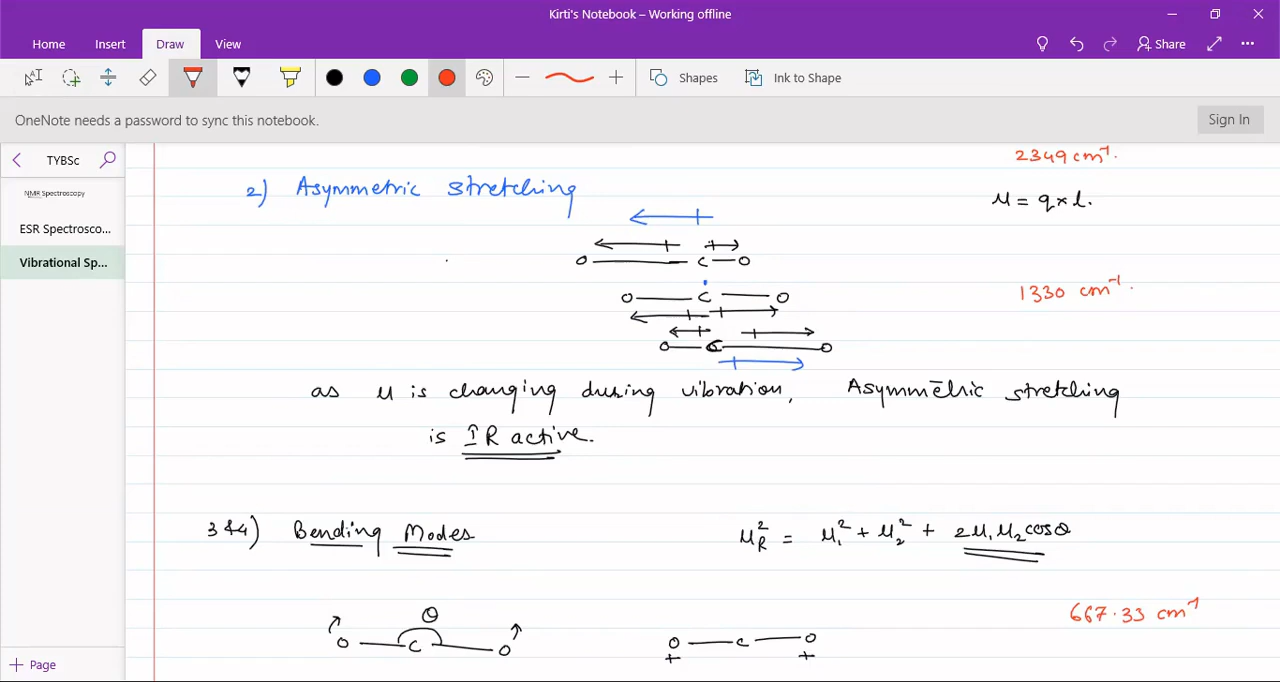 Kirti's Notebook – Working offline
Home Insert Draw View Share
Shapes Ink to Shape
OneNote needs a password to sync this notebook. Sign In
TYBSc
NMR Spectroscopy
ESR Spectrosco...
Vibrational Sp...
Page
2349 cm⁻¹.
2) Asymmetric stretching
μ = q × l.
O C O
O C O
1330 cm⁻¹.
O C O
as μ is changing during vibration, Asymmetric stretching
is IR active.
3 &4) Bending Modes
μ_R² = μ₁² + μ₂² + 2μ₁μ₂cosθ
667.33 cm⁻¹
θ
O C O
O C O
+ +